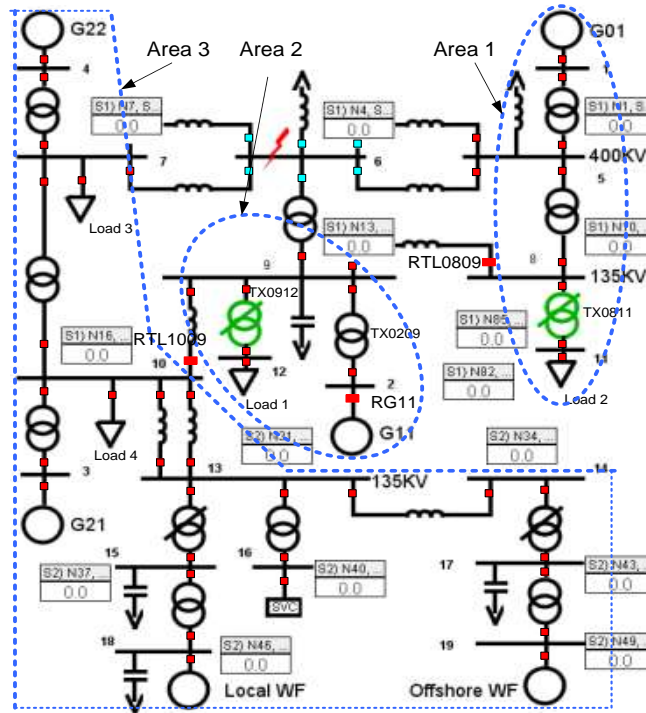 G22
Area 3
Area 2
Area 1
G01
4
1
S1) N7, S...
0.0
S1) N4, S...
0.0
S1) N1, S...
0.0
7
6
400KV
5
Load 3
S1) N13, ...
0.0
S1) N70, ...
0.0
9
RTL0809
8
135KV
TX0912
TX0811
S1) N16, ...
0.0
RTL1009
TX0209
S1) N85, ...
0.0
10
12
2
11
S1) N82, ...
0.0
Load 1
RG11
Load 2
Load 4
G11
S2) N31, ...
0.0
S2) N34, ...
0.0
3
13
135KV
14
G21
15
16
17
S2) N37, ...
0.0
S2) N40, ...
0.0
S2) N43, ...
0.0
SVC
18
19
S2) N46, ...
0.0
S2) N49, ...
0.0
Local WF
Offshore WF